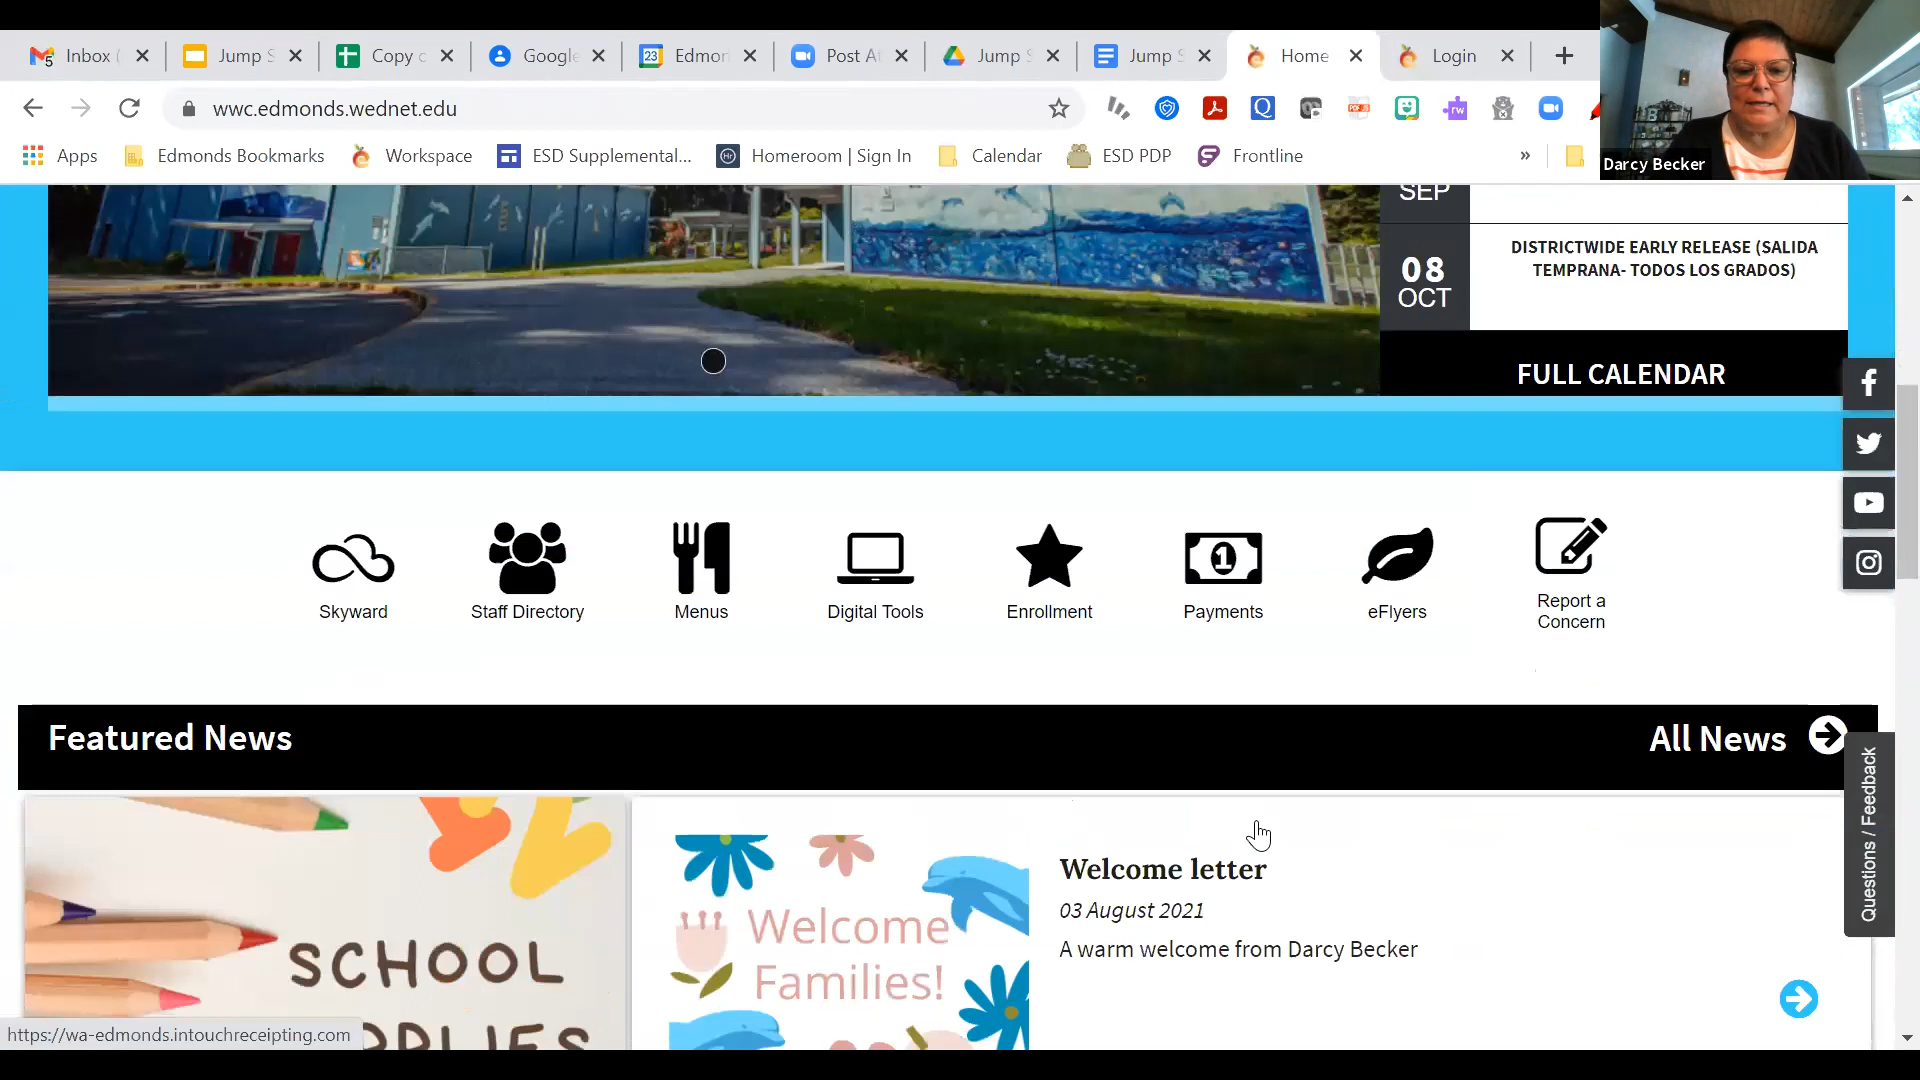 Inbox (
Jump S
Copy c
Google
23
Edmon
Post At
Jump S
Jump S
Home
Login
wwc.edmonds.wednet.edu
Apps
Edmonds Bookmarks
Workspace
ESD Supplemental...
Homeroom | Sign In
Calendar
ESD PDP
Frontline
»
Darcy Becker
SEP
08
OCT
DISTRICTWIDE EARLY RELEASE (SALIDA
TEMPRANA- TODOS LOS GRADOS)
FULL CALENDAR
Skyward
Staff Directory
Menus
Digital Tools
Enrollment
1
Payments
eFlyers
Report a
Concern
Featured News
All News
Questions / Feedback
SCHOOL
Welcome
Families!
Welcome letter
03 August 2021
A warm welcome from Darcy Becker
https://wa-edmonds.intouchreceipting.com